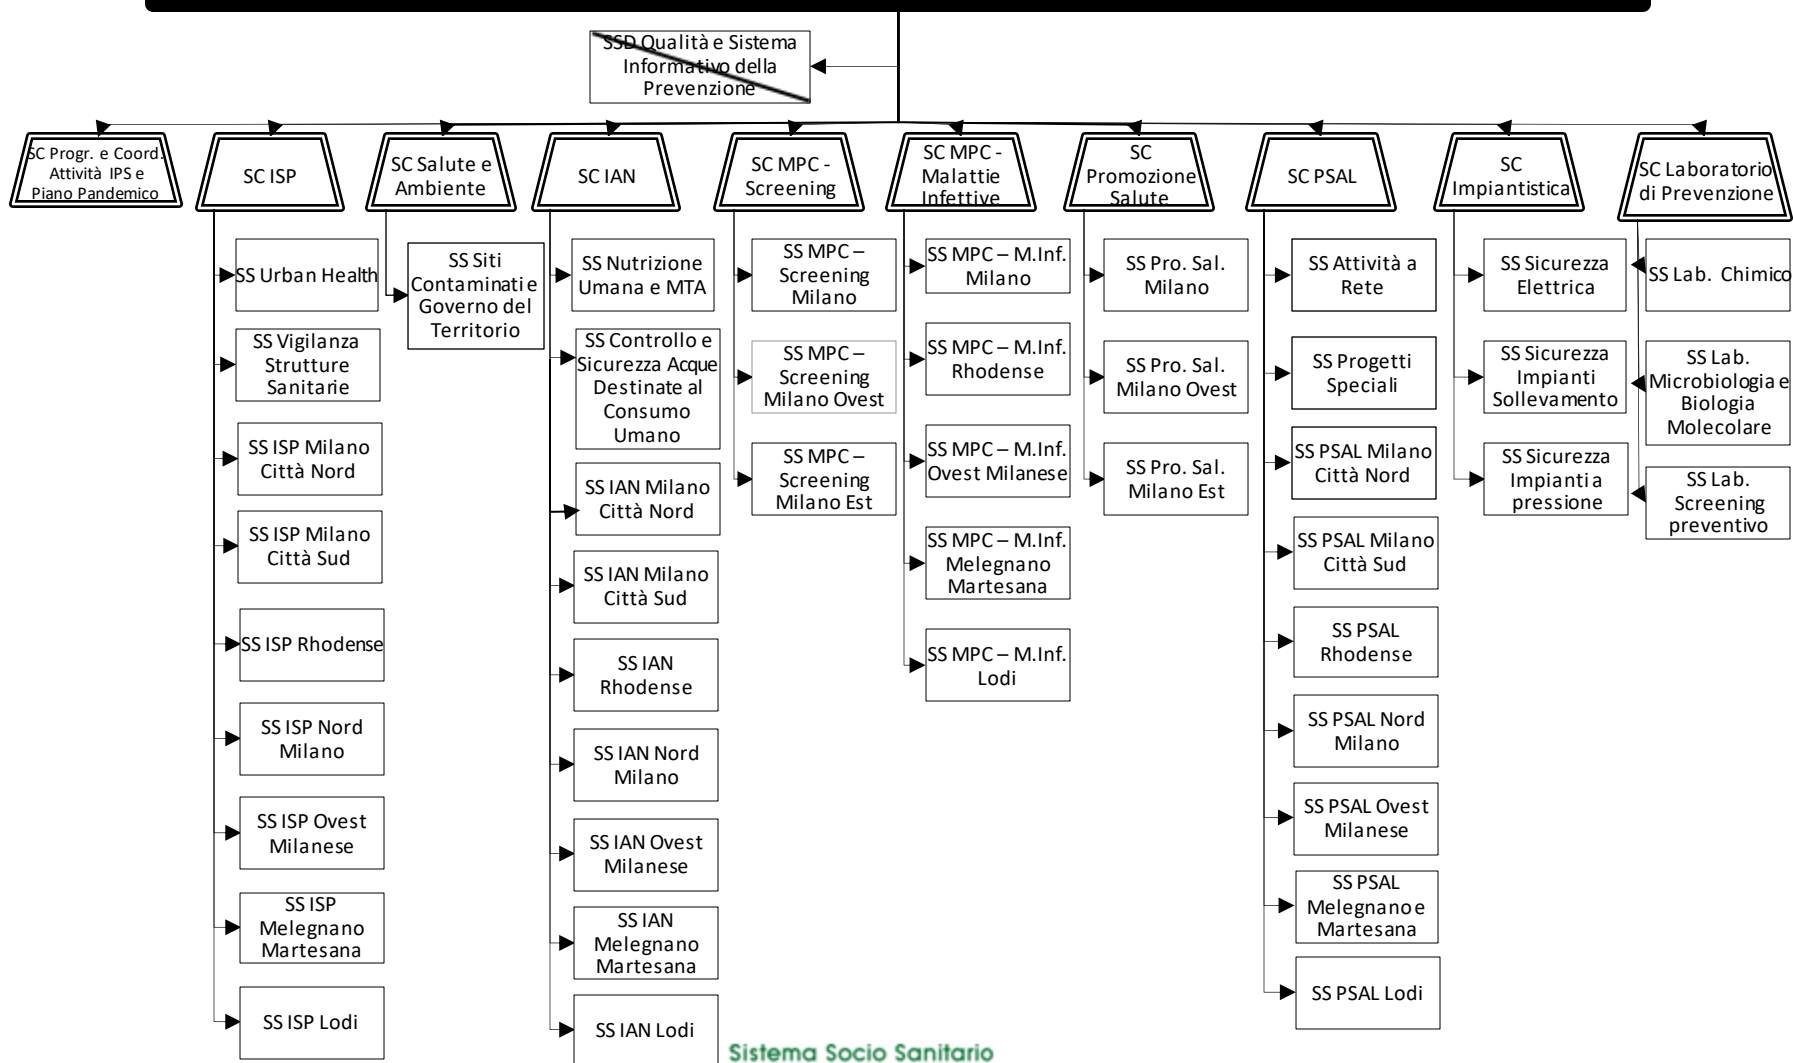 SSD Qualità e Sistema
Informativo della
Prevenzione
SC Progr. e Coord.
Attività IPS e
Piano Pandemico
SC ISP
SC Salute e
Ambiente
SC IAN
SC MPC -
Screening
SC MPC -
Malattie
Infettive
SC
Promozione
Salute
SC PSAL
SC
Impiantistica
SC Laboratorio
di Prevenzione
SS Urban Health
SS Vigilanza
Strutture
Sanitarie
SS ISP Milano
Città Nord
SS ISP Milano
Città Sud
SS ISP Rhodense
SS ISP Nord
Milano
SS ISP Ovest
Milanese
SS ISP
Melegnano
Martesana
SS ISP Lodi
SS Siti
Contaminati e
Governo del
Territorio
SS Nutrizione
Umana e MTA
SS Controllo e
Sicurezza Acque
Destinate al
Consumo
Umano
SS IAN Milano
Città Nord
SS IAN Milano
Città Sud
SS IAN
Rhodense
SS IAN Nord
Milano
SS IAN Ovest
Milanese
SS IAN
Melegnano
Martesana
SS IAN Lodi
SS MPC –
Screening
Milano
SS MPC –
Screening
Milano Ovest
SS MPC –
Screening
Milano Est
SS MPC – M.Inf.
Milano
SS MPC – M.Inf.
Rhodense
SS MPC – M.Inf.
Ovest Milanese
SS MPC – M.Inf.
Melegnano
Martesana
SS MPC – M.Inf.
Lodi
SS Pro. Sal.
Milano
SS Pro. Sal.
Milano Ovest
SS Pro. Sal.
Milano Est
SS Attività a
Rete
SS Progetti
Speciali
SS PSAL Milano
Città Nord
SS PSAL Milano
Città Sud
SS PSAL
Rhodense
SS PSAL Nord
Milano
SS PSAL Ovest
Milanese
SS PSAL
Melegnano e
Martesana
SS PSAL Lodi
SS Sicurezza
Elettrica
SS Sicurezza
Impianti
Sollevamento
SS Sicurezza
Impianti a
pressione
SS Lab. Chimico
SS Lab.
Microbiologia e
Biologia
Molecolare
SS Lab.
Screening
preventivo
Sistema Socio Sanitario